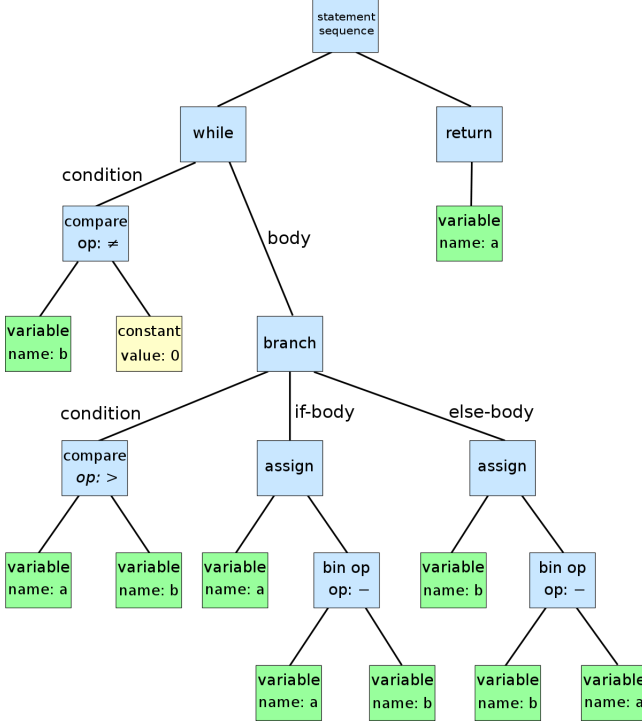 statement
sequence
while
return
condition
compare
op: ≠
body
variable
name: a
variable
name: b
constant
value: 0
branch
condition
if-body
else-body
compare
op: >
assign
assign
variable
name: a
variable
name: b
variable
name: a
bin op
op: −
variable
name: b
bin op
op: −
variable
name: a
variable
name: b
variable
name: b
variable
name: a